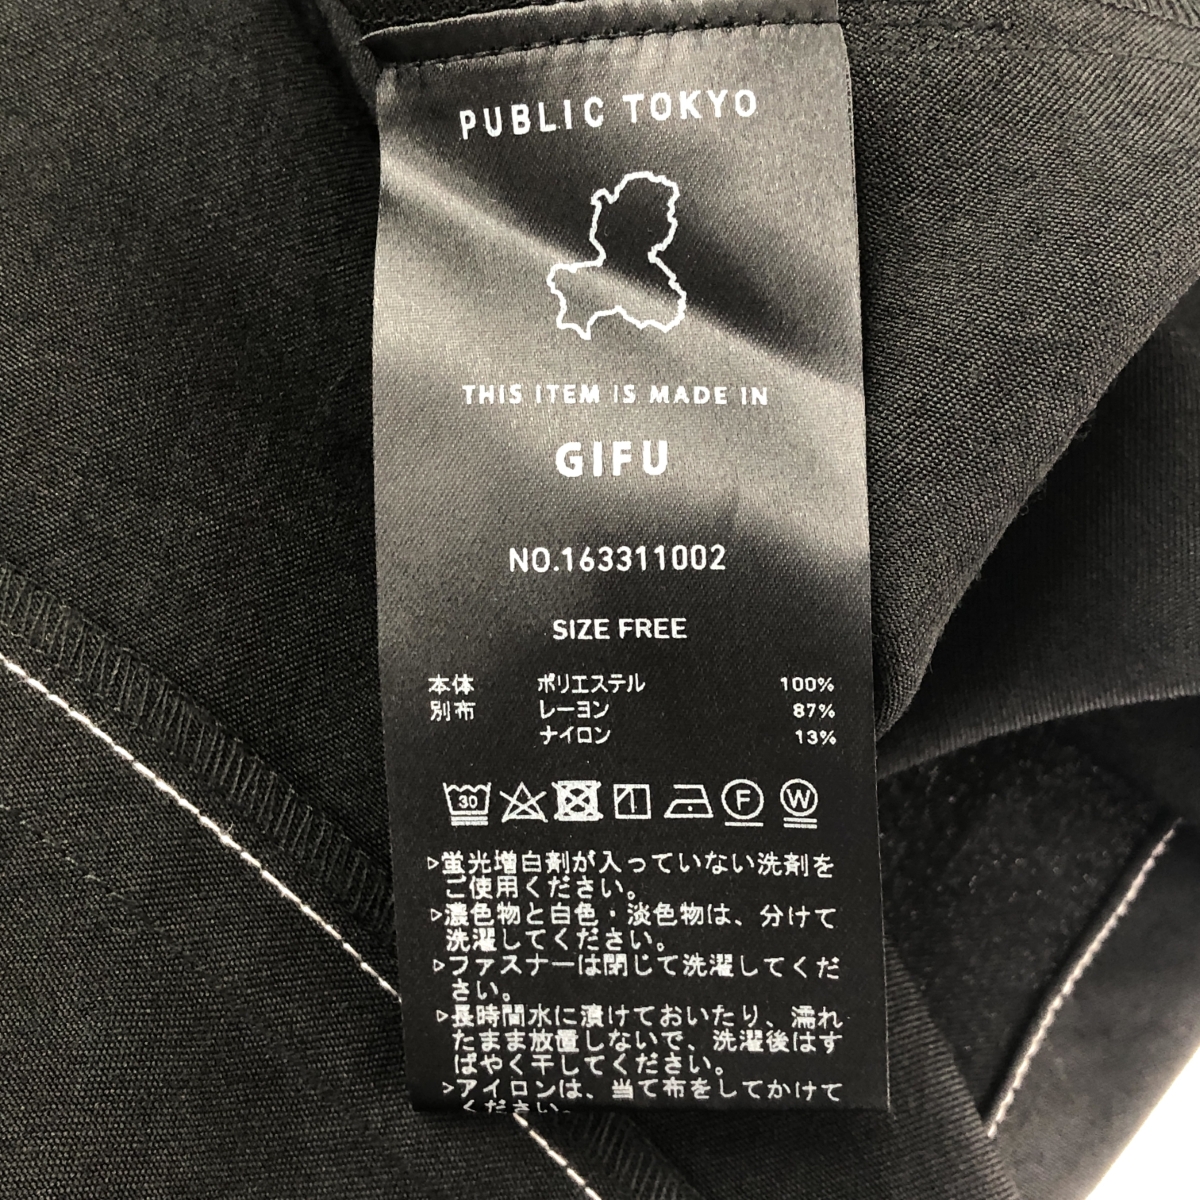 PUBLIC TOKYO
THIS ITEM IS MADE IN
GIFU
NO.163311002
SIZE FREE
本体 ポリエステル 100%
別布 レーヨン 87%
ナイロン 13%
30 F W
▷蛍光増白剤が入っていない洗剤を
ご使用ください。
▷濃色物と白色・淡色物は、分けて
洗濯してください。
▷ファスナーは閉じて洗濯してくだ
さい。
▷長時間水に漬けておいたり、濡れ
たまま放置しないで、洗濯後はす
ばやく干してください。
>アイロンは、当て布をしてかけて
ください。